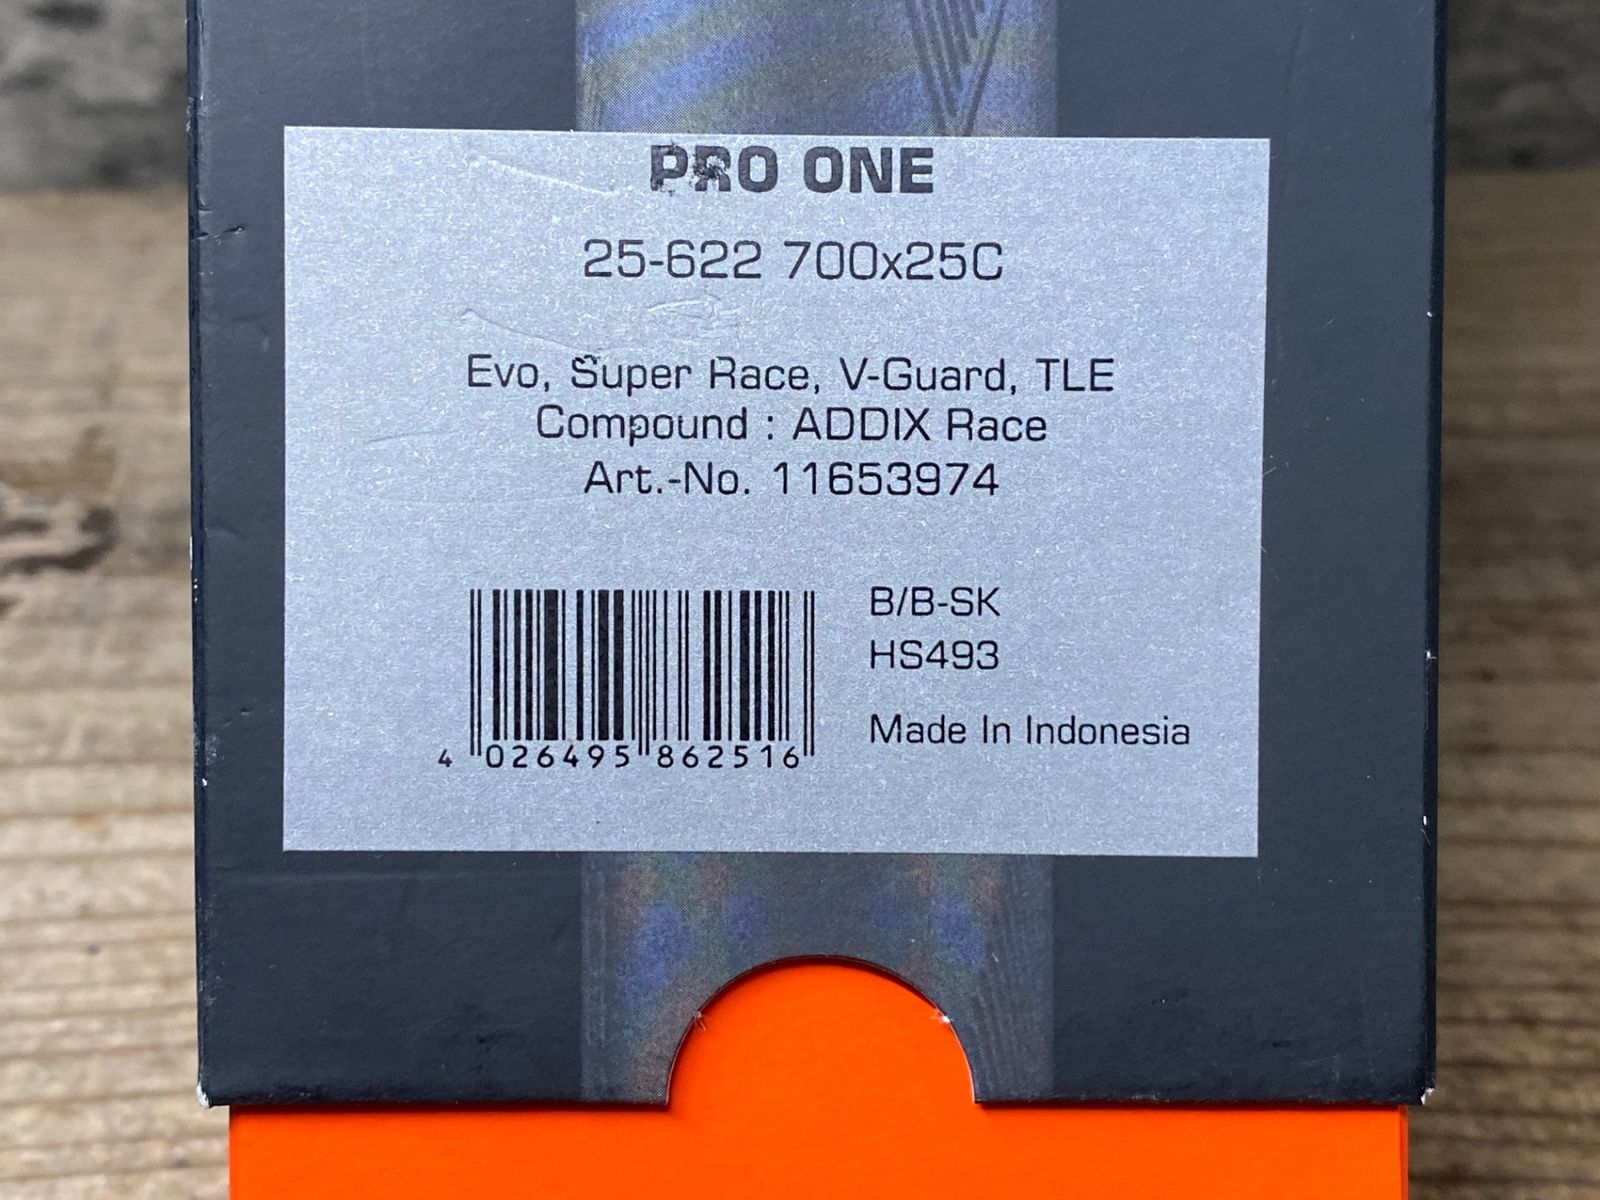 PRO ONE
25-622 700x25C
Evo, Super Race, V-Guard, TLE
Compound : ADDIX Race
Art.-No. 11653974
B/B-SK
HS493
Made In Indonesia
4 026495 862516